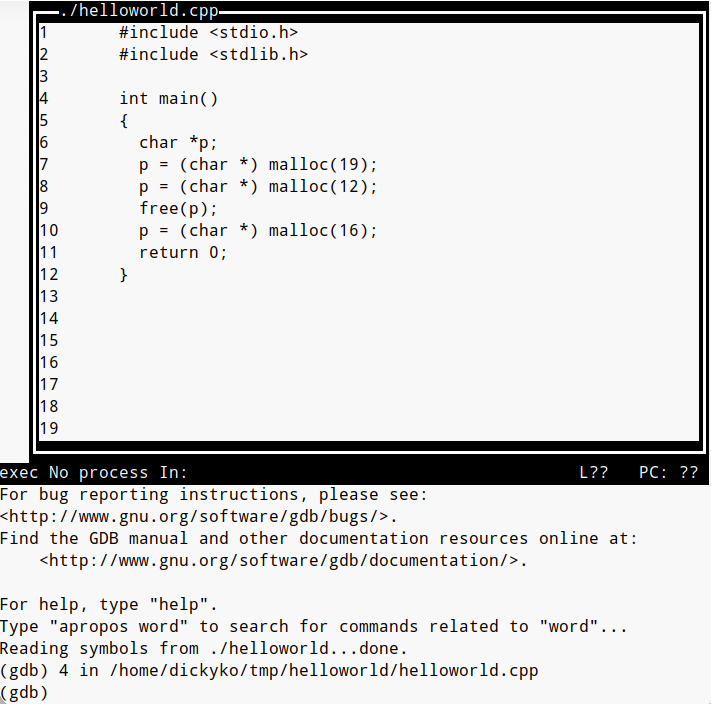 ./helloworld.cpp
1 #include <stdio.h>
2 #include <stdlib.h>
3
4 int main()
5 {
6 char *p;
7 p = (char *) malloc(19);
8 p = (char *) malloc(12);
9 free(p);
10 p = (char *) malloc(16);
11 return 0;
12 }
13
14
15
16
17
18
19
exec No process In: L?? PC: ??
For bug reporting instructions, please see:
<http://www.gnu.org/software/gdb/bugs/>.
Find the GDB manual and other documentation resources online at:
<http://www.gnu.org/software/gdb/documentation/>.
For help, type "help".
Type "apropos word" to search for commands related to "word"...
Reading symbols from ./helloworld...done.
(gdb) 4 in /home/dickyko/tmp/helloworld/helloworld.cpp
(gdb)